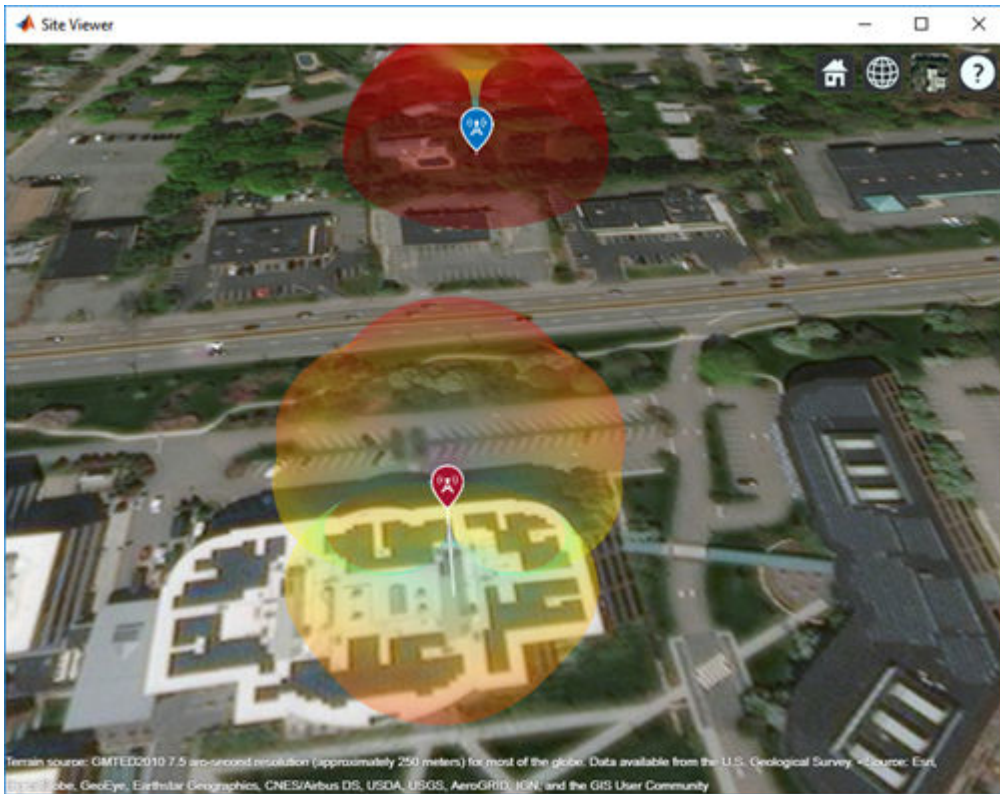 Site Viewer
?
Terrain source: GMTED2010 7.5 arc-second resolution (approximately 250 meters) for most of the globe. Data available from the U.S. Geological Survey. • Source: Esri,
GeoEye, Earthstar Geographics, CNES/Airbus DS, USDA, USGS, AeroGRID, IGN, and the GIS User Community